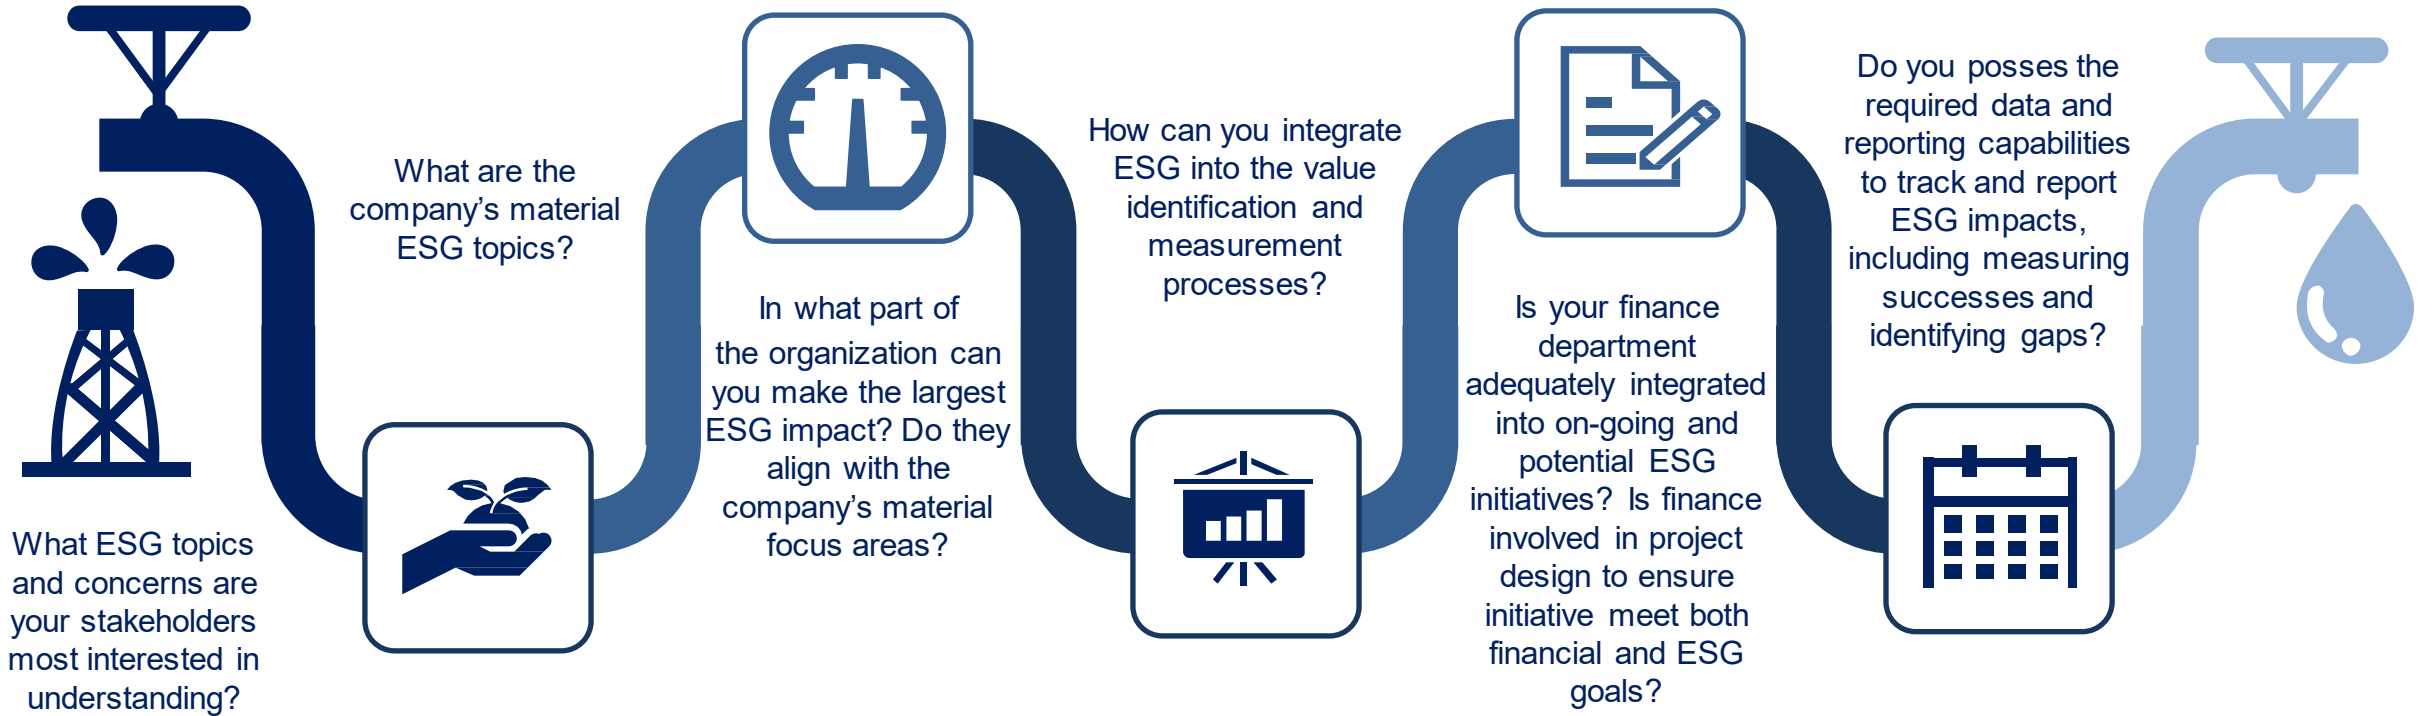 What ESG topics
and concerns are
your stakeholders
most interested in
understanding?
What are the
company’s material
ESG topics?
In what part of
the organization can
you make the largest
ESG impact? Do they
align with the
company’s material
focus areas?
How can you integrate
ESG into the value
identification and
measurement
processes?
Is your finance
department
adequately integrated
into on-going and
potential ESG
initiatives? Is finance
involved in project
design to ensure
initiative meet both
financial and ESG
goals?
Do you posses the
required data and
reporting capabilities
to track and report
ESG impacts,
including measuring
successes and
identifying gaps?